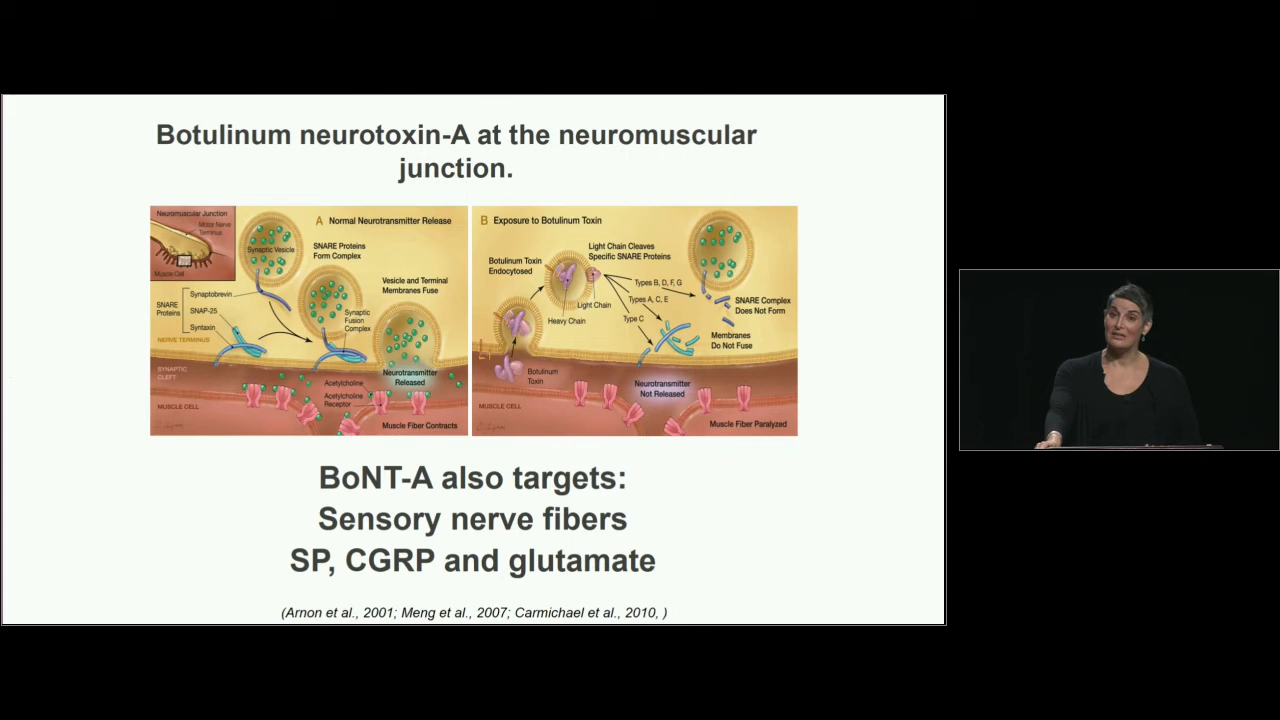 Botulinum neurotoxin-A at the neuromuscular
junction.
Neuromuscular Junction
Motor Nerve
Terminus
Muscle Cell
A Normal Neurotransmitter Release
Synaptic Vesicle
SNARE Proteins
Form Complex
Vesicle and Terminal
Membranes Fuse
SNARE
Proteins
Synaptobrevin
SNAP-25
Syntaxin
Synaptic
Fusion
Complex
NERVE TERMINUS
SYNAPTIC
CLEFT
Neurotransmitter
Released
Acetylcholine
Acetylcholine
Receptor
MUSCLE CELL
Muscle Fiber Contracts
B Exposure to Botulinum Toxin
Light Chain Cleaves
Specific SNARE Proteins
Botulinum Toxin
Endocytosed
Types B, D, F, G
Types A, C, E
Type C
Light Chain
Heavy Chain
SNARE Complex
Does Not Form
Membranes
Do Not Fuse
Botulinum
Toxin
Neurotransmitter
Not Released
MUSCLE CELL
Muscle Fiber Paralyzed
BoNT-A also targets:
Sensory nerve fibers
SP, CGRP and glutamate
(Arnon et al., 2001; Meng et al., 2007; Carmichael et al., 2010, )